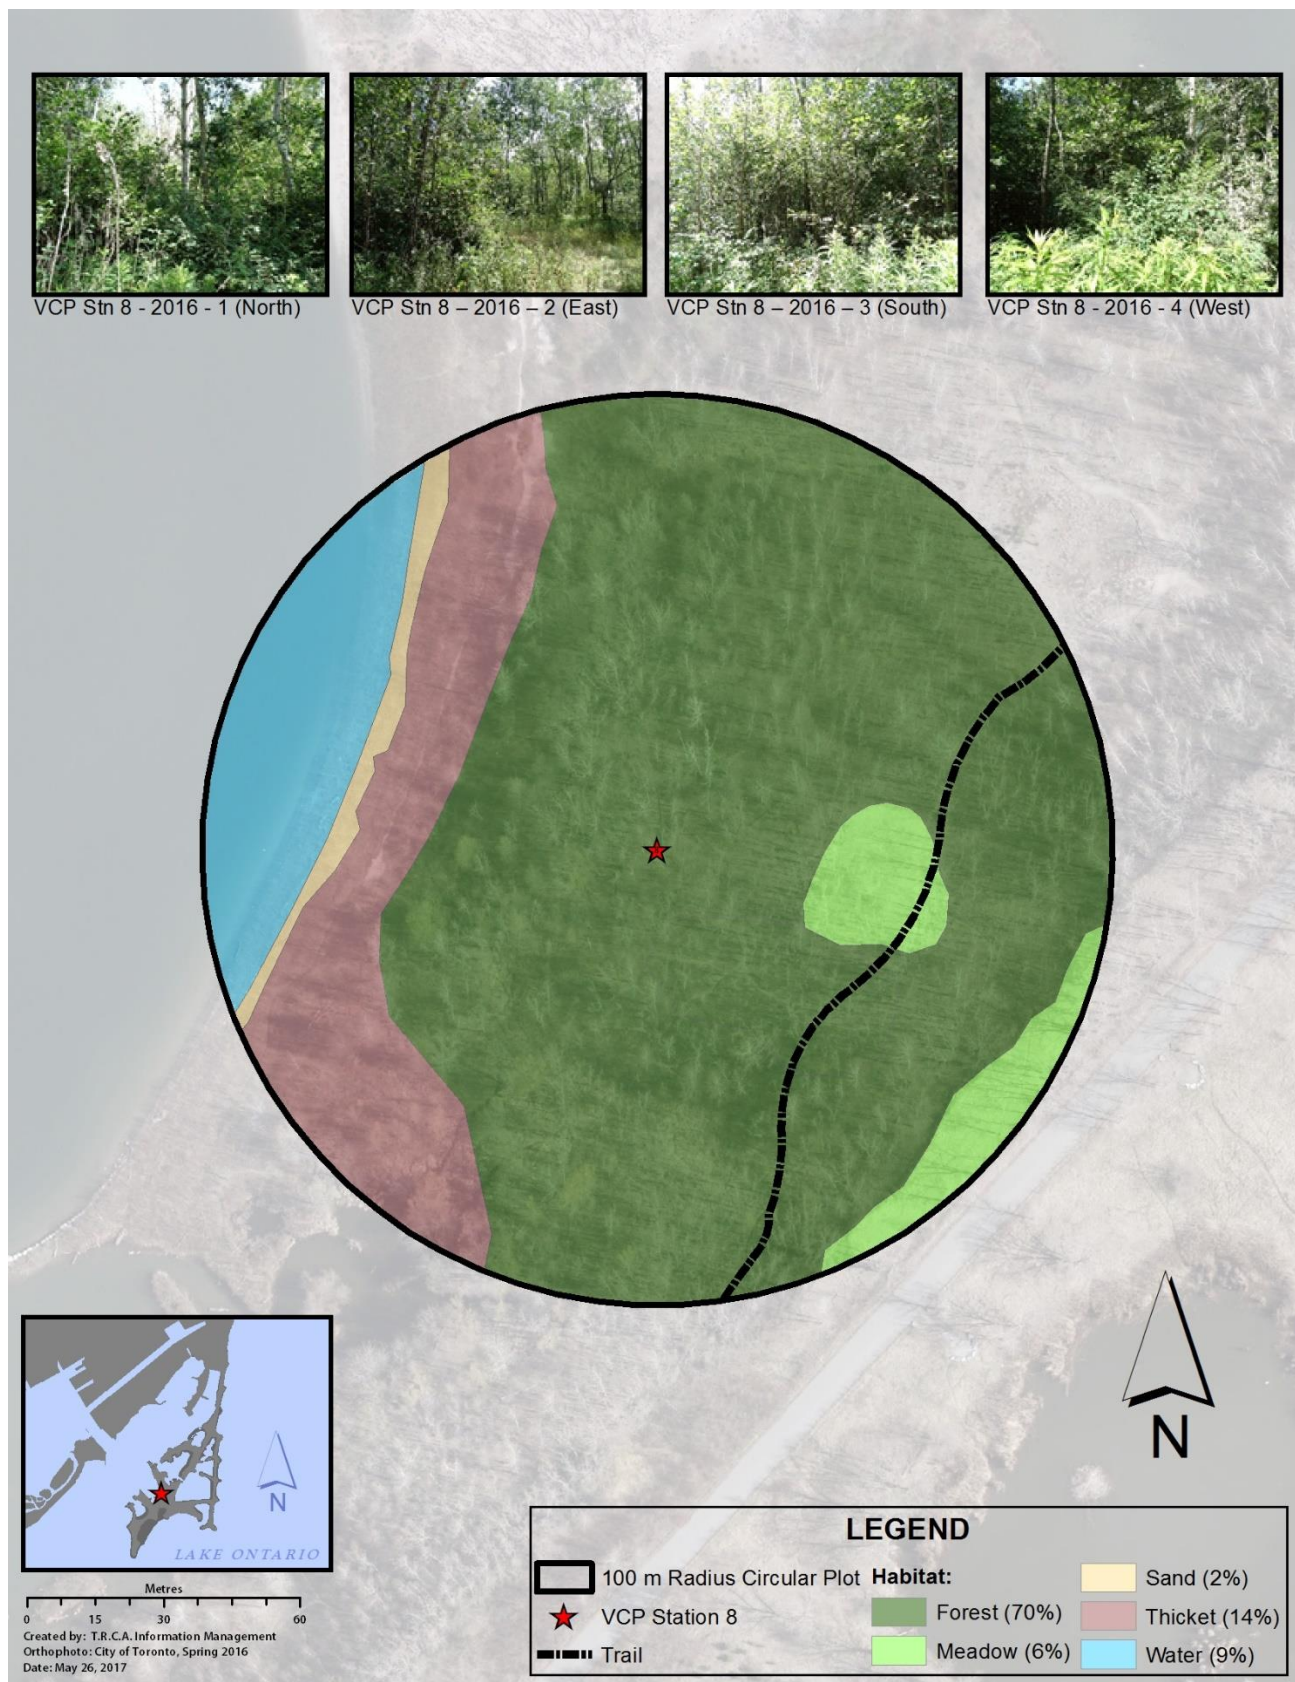 VCP Stn 8 - 2016 - 1 (North)
VCP Stn 8 – 2016 – 2 (East)
VCP Stn 8 – 2016 – 3 (South)
VCP Stn 8 - 2016 - 4 (West)
N
N
LAKE ONTARIO
Metres
0 15 30 60
Created by: T.R.C.A. Information Management
Orthophoto: City of Toronto, Spring 2016
Date: May 26, 2017
LEGEND
100 m Radius Circular Plot
VCP Station 8
Trail
Habitat:
Forest (70%)
Meadow (6%)
Sand (2%)
Thicket (14%)
Water (9%)